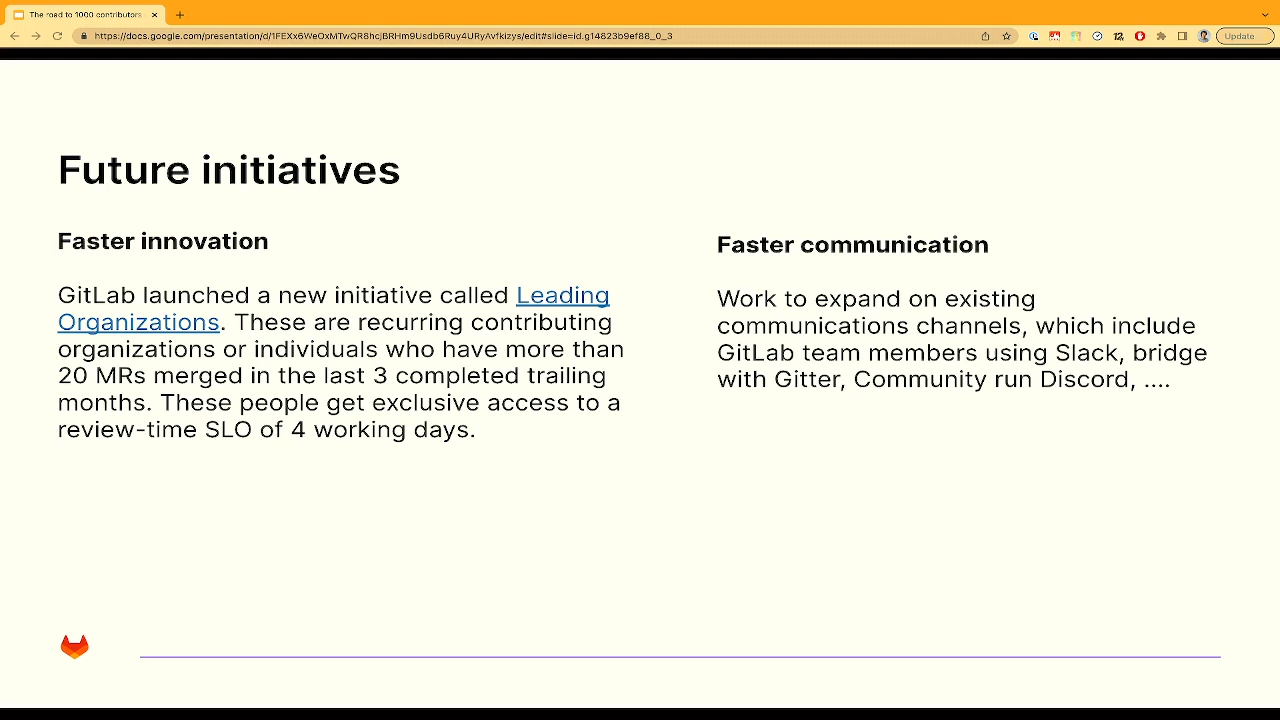 The road to 1000 contributors
https://docs.google.com/presentation/d/1FEXx6WeOxMTwQR8hcjBRHm9Usdb6Ruy4URyAvfkizys/edit#slide=id.g14823b9ef88_0_3
Update
Future initiatives
Faster innovation
GitLab launched a new initiative called Leading
Organizations. These are recurring contributing
organizations or individuals who have more than
20 MRs merged in the last 3 completed trailing
months. These people get exclusive access to a
review-time SLO of 4 working days.
Faster communication
Work to expand on existing
communications channels, which include
GitLab team members using Slack, bridge
with Gitter, Community run Discord, ....